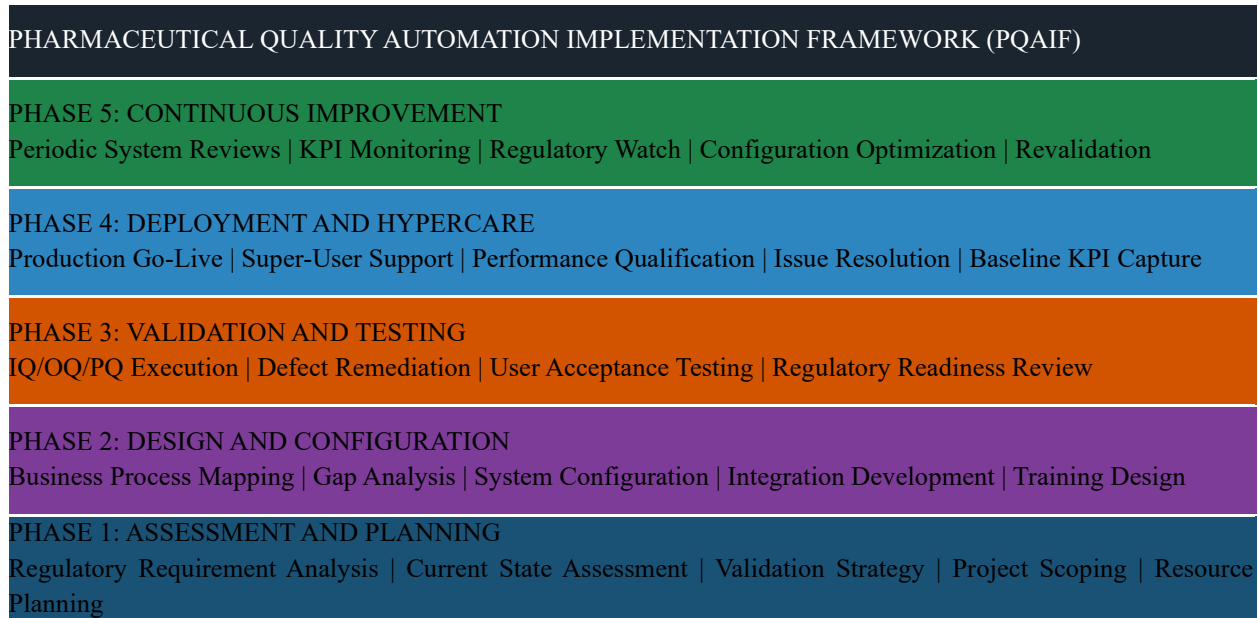 PHARMACEUTICAL QUALITY AUTOMATION IMPLEMENTATION FRAMEWORK (PQAIF)
PHASE 5: CONTINUOUS IMPROVEMENT
Periodic System Reviews | KPI Monitoring | Regulatory Watch | Configuration Optimization | Revalidation
PHASE 4: DEPLOYMENT AND HYPERCARE
Production Go-Live | Super-User Support | Performance Qualification | Issue Resolution | Baseline KPI Capture
PHASE 3: VALIDATION AND TESTING
IQ/OQ/PQ Execution | Defect Remediation | User Acceptance Testing | Regulatory Readiness Review
PHASE 2: DESIGN AND CONFIGURATION
Business Process Mapping | Gap Analysis | System Configuration | Integration Development | Training Design
PHASE 1: ASSESSMENT AND PLANNING
Regulatory Requirement Analysis | Current State Assessment | Validation Strategy | Project Scoping | Resource
Planning